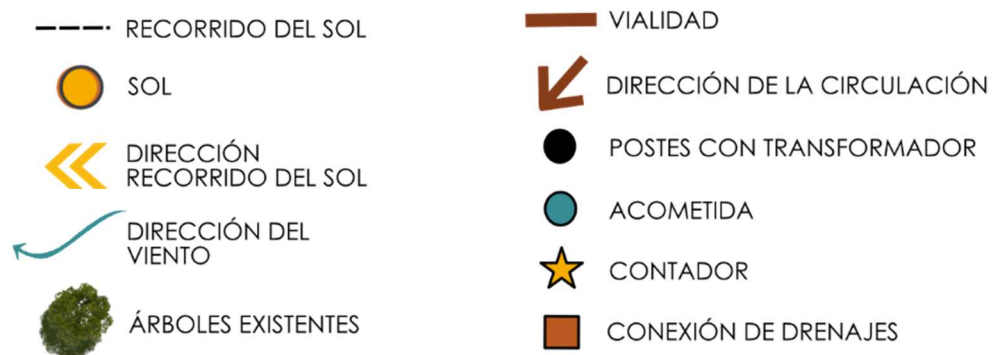 RECORRIDO DEL SOL
SOL
DIRECCIÓN
RECORRIDO DEL SOL
DIRECCIÓN DEL
VIENTO
ÁRBOLES EXISTENTES
VIALIDAD
DIRECCIÓN DE LA CIRCULACIÓN
POSTES CON TRANSFORMADOR
ACOMETIDA
CONTADOR
CONEXIÓN DE DRENAJES